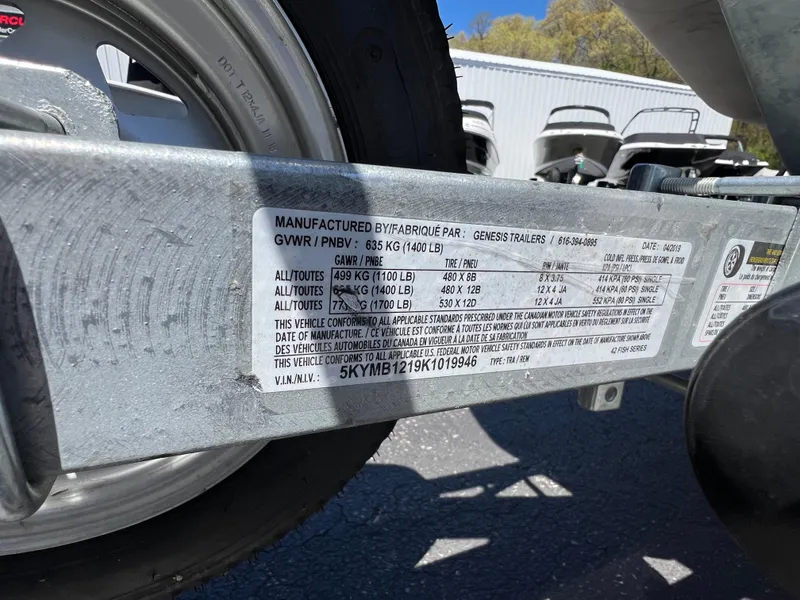 MANUFACTURED BY/FABRIQUÉ PAR : GENESIS TRAILERS / 616-394-0895 DATE : 04/2019
GVWR / PNBV : 635 KG (1400 LB)
GAWR / PNBE TIRE / PNEU RIM / JANTE COLD INFL. PRESS./PRESS DE GONFL. À FROID
ALL/TOUTES 499 KG (1100 LB) 480 X 8B 8 X 3.75 414 KPA (60 PSI) SINGLE
ALL/TOUTES KG (1400 LB) 480 X 12B 12 X 4 JA 414 KPA (60 PSI) SINGLE
ALL/TOUTES KG (1700 LB) 530 X 12D 12 X 4 JA 552 KPA (80 PSI) SINGLE
THIS VEHICLE CONFORMS TO ALL APPLICABLE STANDARDS PRESCRIBED UNDER THE CANADIAN MOTOR VEHICLE SAFETY REGULATIONS IN EFFECT ON THE
DATE OF MANUFACTURE. / CE VÉHICULE EST CONFORME À TOUTES LES NORMES QUI LUI SONT APPLICABLES EN VERTU DU RÈGLEMENT SUR LA SÉCURITÉ
DES VÉHICULES AUTOMOBILES DU CANADA EN VIGUEUR À LA DATE DE SA FABRICATION
THIS VEHICLE CONFORMS TO ALL APPLICABLE U.S. FEDERAL MOTOR VEHICLE SAFETY STANDARDS IN EFFECT ON THE DATE OF MANUFACTURE.
V.I.N./N.I.V. : 5KYMB1219K1019946 TYPE : TRA / REM 42 FISH SERIES